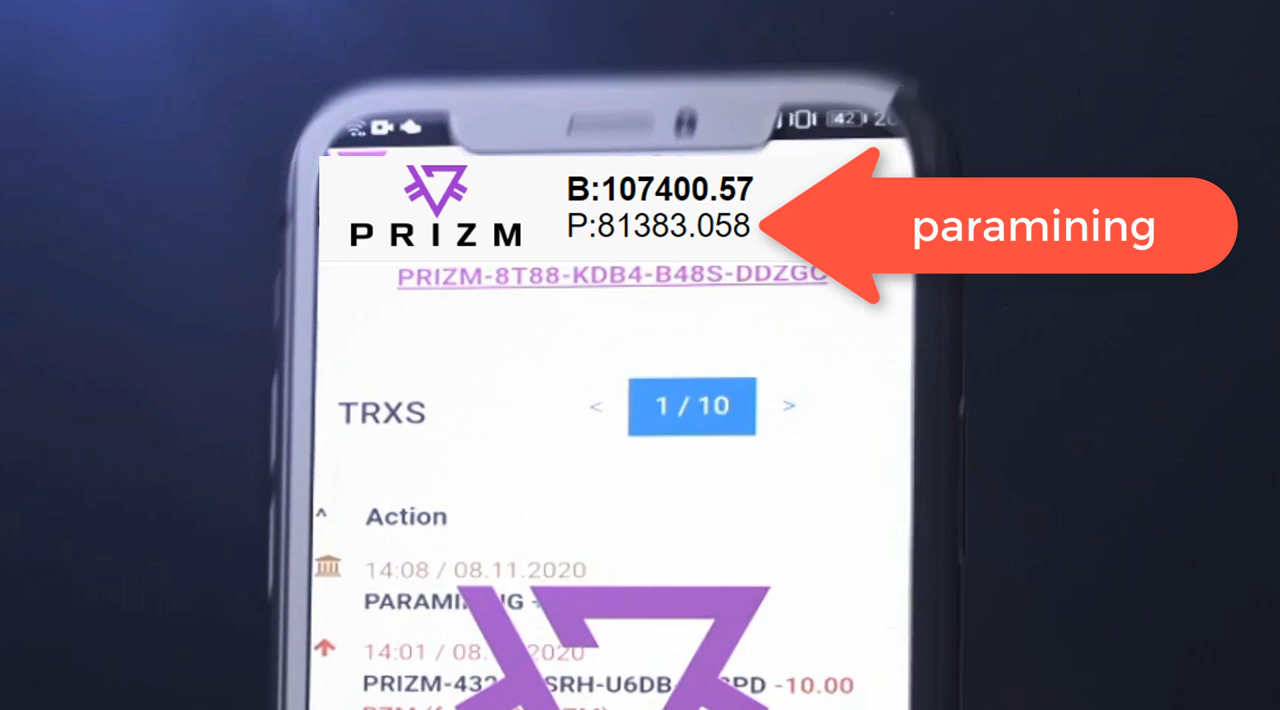 42
P R I Z M
B:107400.57
P:81383.058
paramining
PRIZM-8T88-KDB4-B48S-DDZGC
TRXS
< 1 / 10 >
^ Action
14:08 / 08.11.2020
14:01 / 08. 2020
-10.00